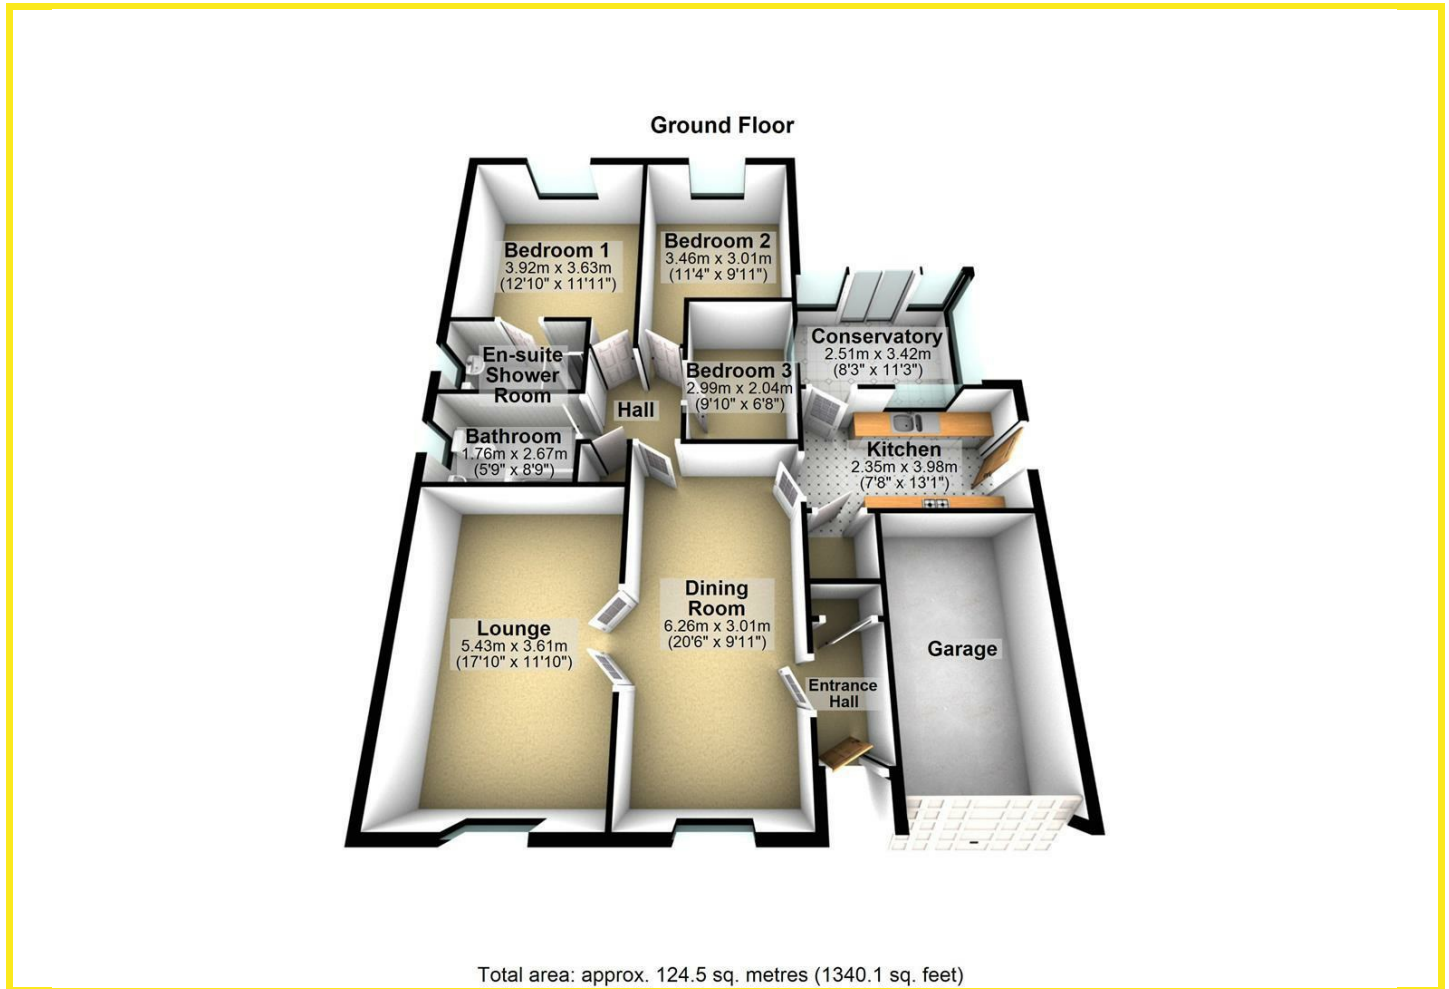 Ground Floor
Bedroom 1
3.92m x 3.63m
(12'10" x 11'11")
Bedroom 2
3.46m x 3.01m
(11'4" x 9'11")
Conservatory
2.51m x 3.42m
(8'3" x 11'3")
En-suite
Shower
Room
Bedroom 3
2.99m x 2.04m
(9'10" x 6'8")
Hall
Bathroom
1.76m x 2.67m
(5'9" x 8'9")
Kitchen
2.35m x 3.98m
(7'8" x 13'1")
Lounge
5.43m x 3.61m
(17'10" x 11'10")
Dining
Room
6.26m x 3.01m
(20'6" x 9'11")
Entrance
Hall
Garage
Total area: approx. 124.5 sq. metres (1340.1 sq. feet)